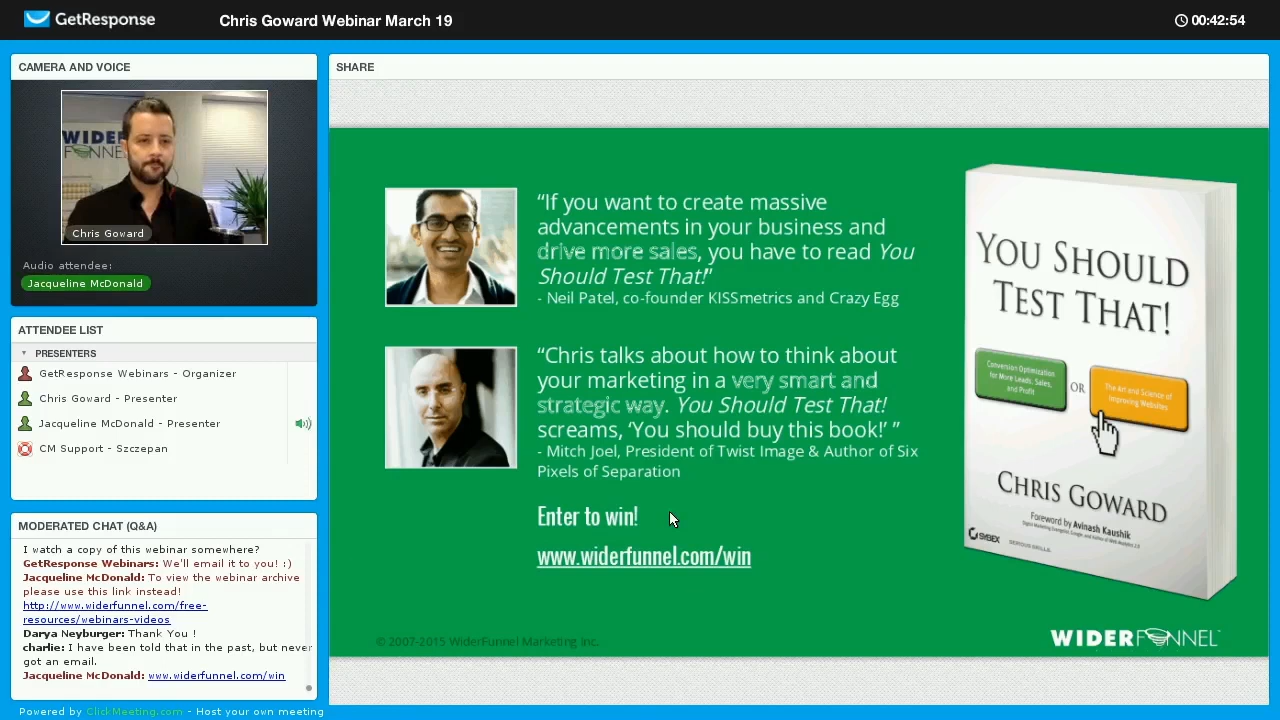 GetResponse
Chris Goward Webinar March 19
00:42:54
CAMERA AND VOICE
WIDER
FUNNEL
Chris Goward
Audio attendee:
Jacqueline McDonald
ATTENDEE LIST
PRESENTERS
GetResponse Webinars - Organizer
Chris Goward - Presenter
Jacqueline McDonald - Presenter
CM Support - Szczepan
MODERATED CHAT (Q&A)
I watch a copy of this webinar somewhere?
GetResponse Webinars: We'll email it to you! :)
Jacqueline McDonald: To view the webinar archive
please use this link instead!
http://www.widerfunnel.com/free-
resources/webinars-videos
Darya Neyburger: Thank You !
charlie: I have been told that in the past, but never
got an email.
Jacqueline McDonald: www.widerfunnel.com/win
Powered by ClickMeeting.com - Host your own meeting
SHARE
“If you want to create massive
advancements in your business and
drive more sales, you have to read You
Should Test That!”
- Neil Patel, co-founder KISSmetrics and Crazy Egg
“Chris talks about how to think about
your marketing in a very smart and
strategic way. You Should Test That!
screams, ‘You should buy this book!’ ”
- Mitch Joel, President of Twist Image & Author of Six
Pixels of Separation
Enter to win!
www.widerfunnel.com/win
© 2007-2015 WiderFunnel Marketing Inc.
YOU SHOULD
TEST THAT!
Conversion Optimization
for More Leads, Sales,
and Profit
OR
The Art and Science of
Improving Websites
CHRIS GOWARD
Foreword by Avinash Kaushik
SYBEX
SERIOUS SKILLS.
WIDERFUNNEL